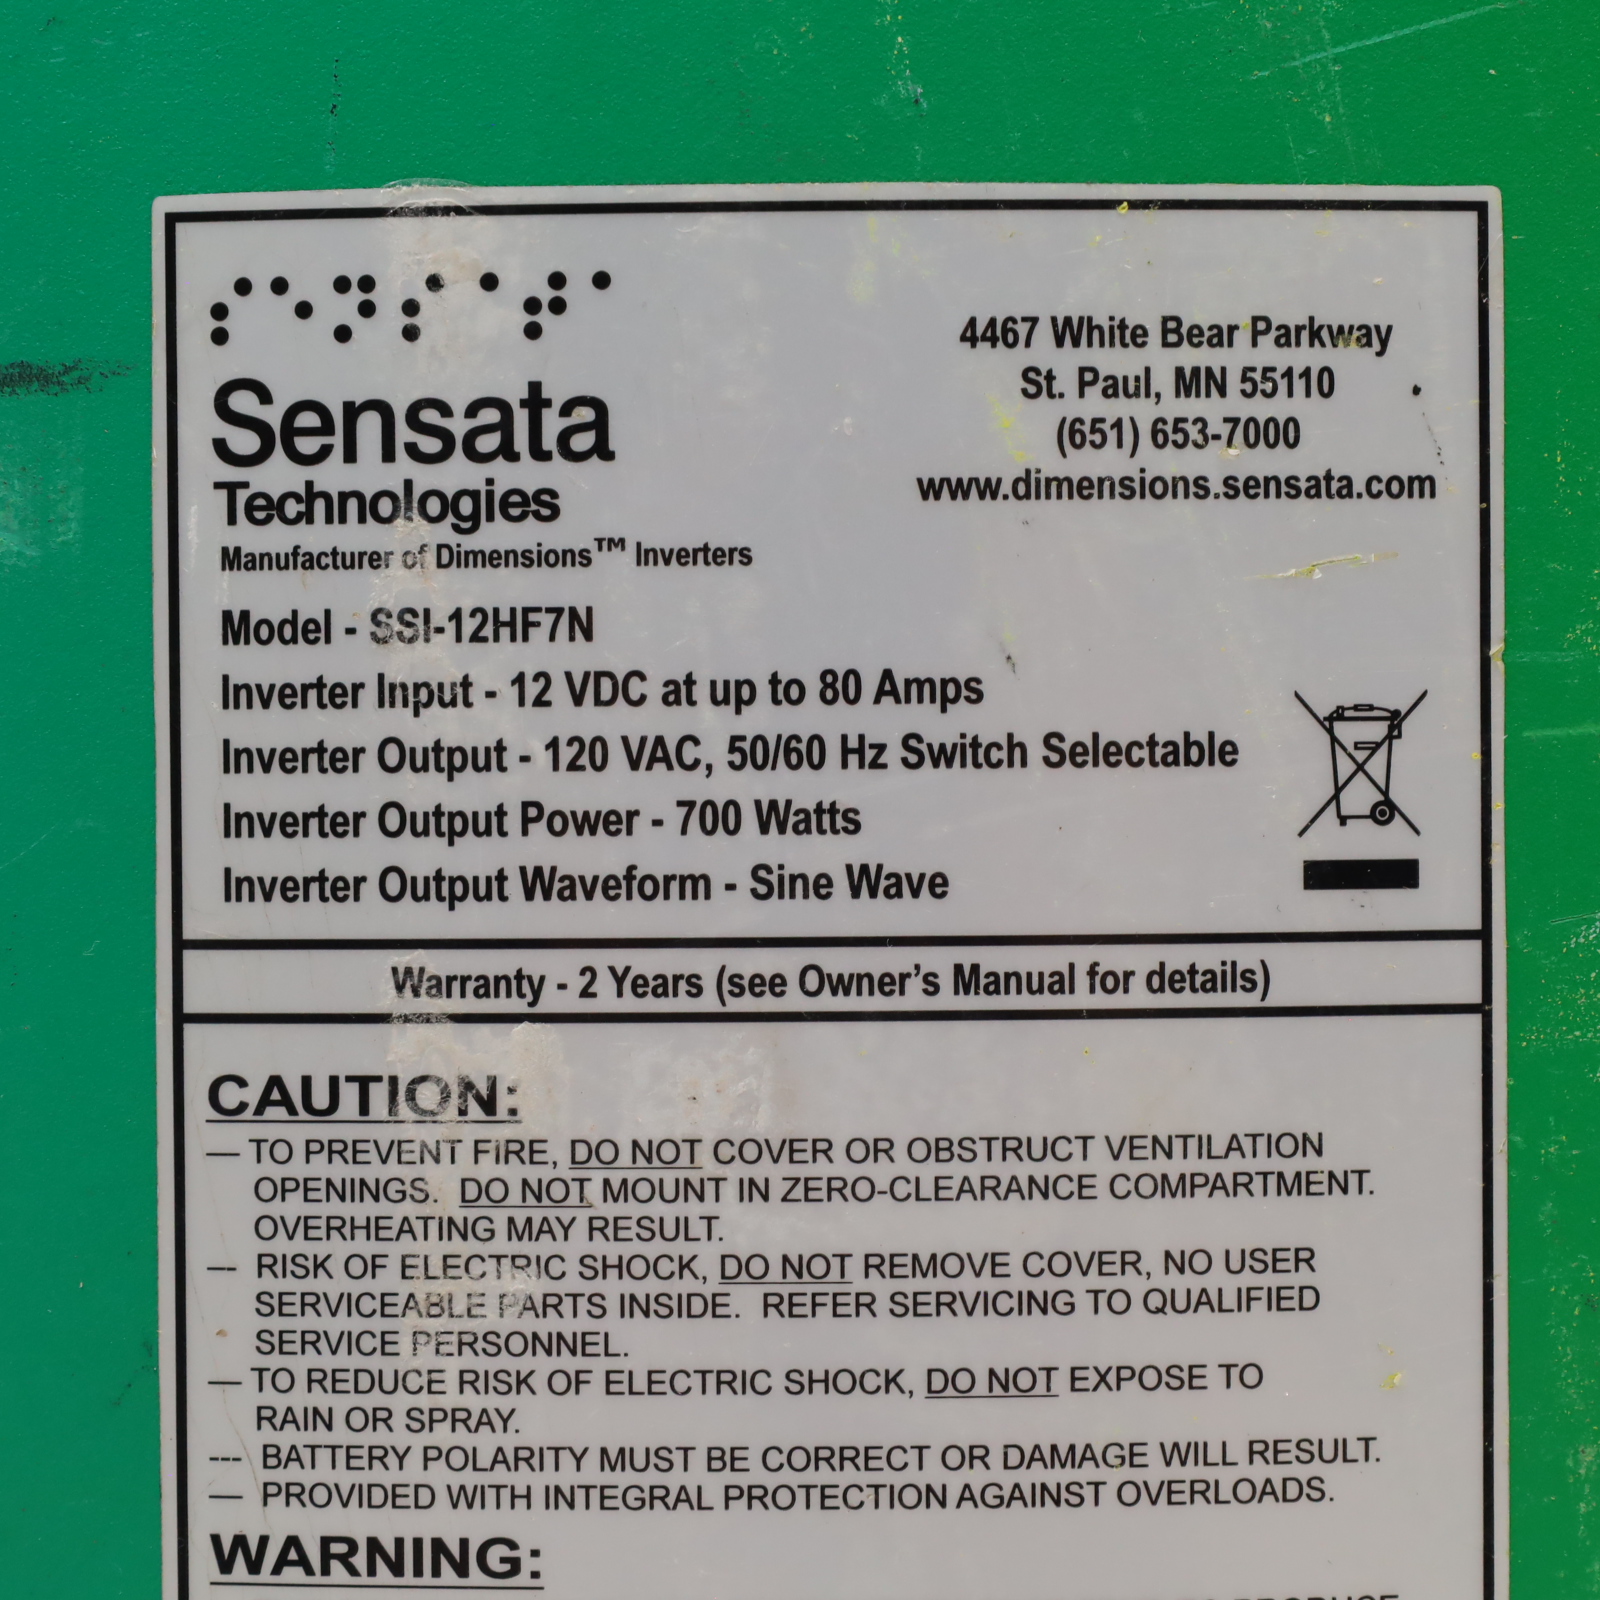 Sensata
Technologies
Manufacturer of Dimensions™ Inverters
4467 White Bear Parkway
St. Paul, MN 55110
(651) 653-7000
www.dimensions.sensata.com
Model - SSI-12HF7N
Inverter Input - 12 VDC at up to 80 Amps
Inverter Output - 120 VAC, 50/60 Hz Switch Selectable
Inverter Output Power - 700 Watts
Inverter Output Waveform - Sine Wave
Warranty - 2 Years (see Owner's Manual for details)
CAUTION:
— TO PREVENT FIRE, DO NOT COVER OR OBSTRUCT VENTILATION
OPENINGS. DO NOT MOUNT IN ZERO-CLEARANCE COMPARTMENT.
OVERHEATING MAY RESULT.
-- RISK OF ELECTRIC SHOCK, DO NOT REMOVE COVER, NO USER
SERVICEABLE PARTS INSIDE. REFER SERVICING TO QUALIFIED
SERVICE PERSONNEL.
— TO REDUCE RISK OF ELECTRIC SHOCK, DO NOT EXPOSE TO
RAIN OR SPRAY.
--- BATTERY POLARITY MUST BE CORRECT OR DAMAGE WILL RESULT.
— PROVIDED WITH INTEGRAL PROTECTION AGAINST OVERLOADS.
WARNING: